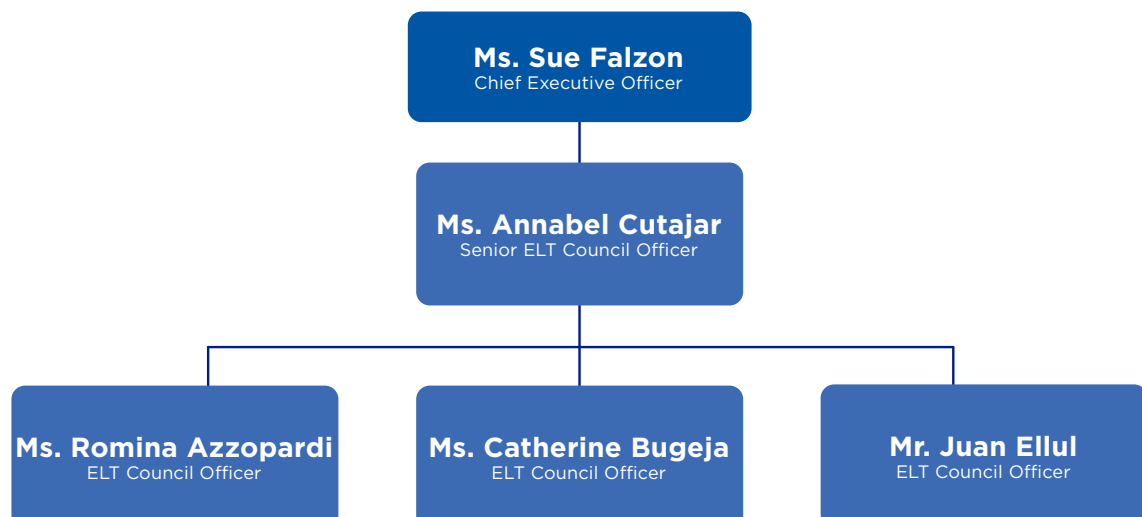 Ms. Sue Falzon
Chief Executive Officer
Ms. Annabel Cutajar
Senior ELT Council Officer
Ms. Romina Azzopardi
ELT Council Officer
Ms. Catherine Bugeja
ELT Council Officer
Mr. Juan Ellul
ELT Council Officer